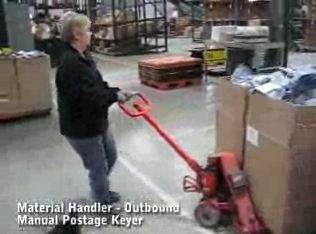 Material Handler - Outbound
Manual Postage Keyer